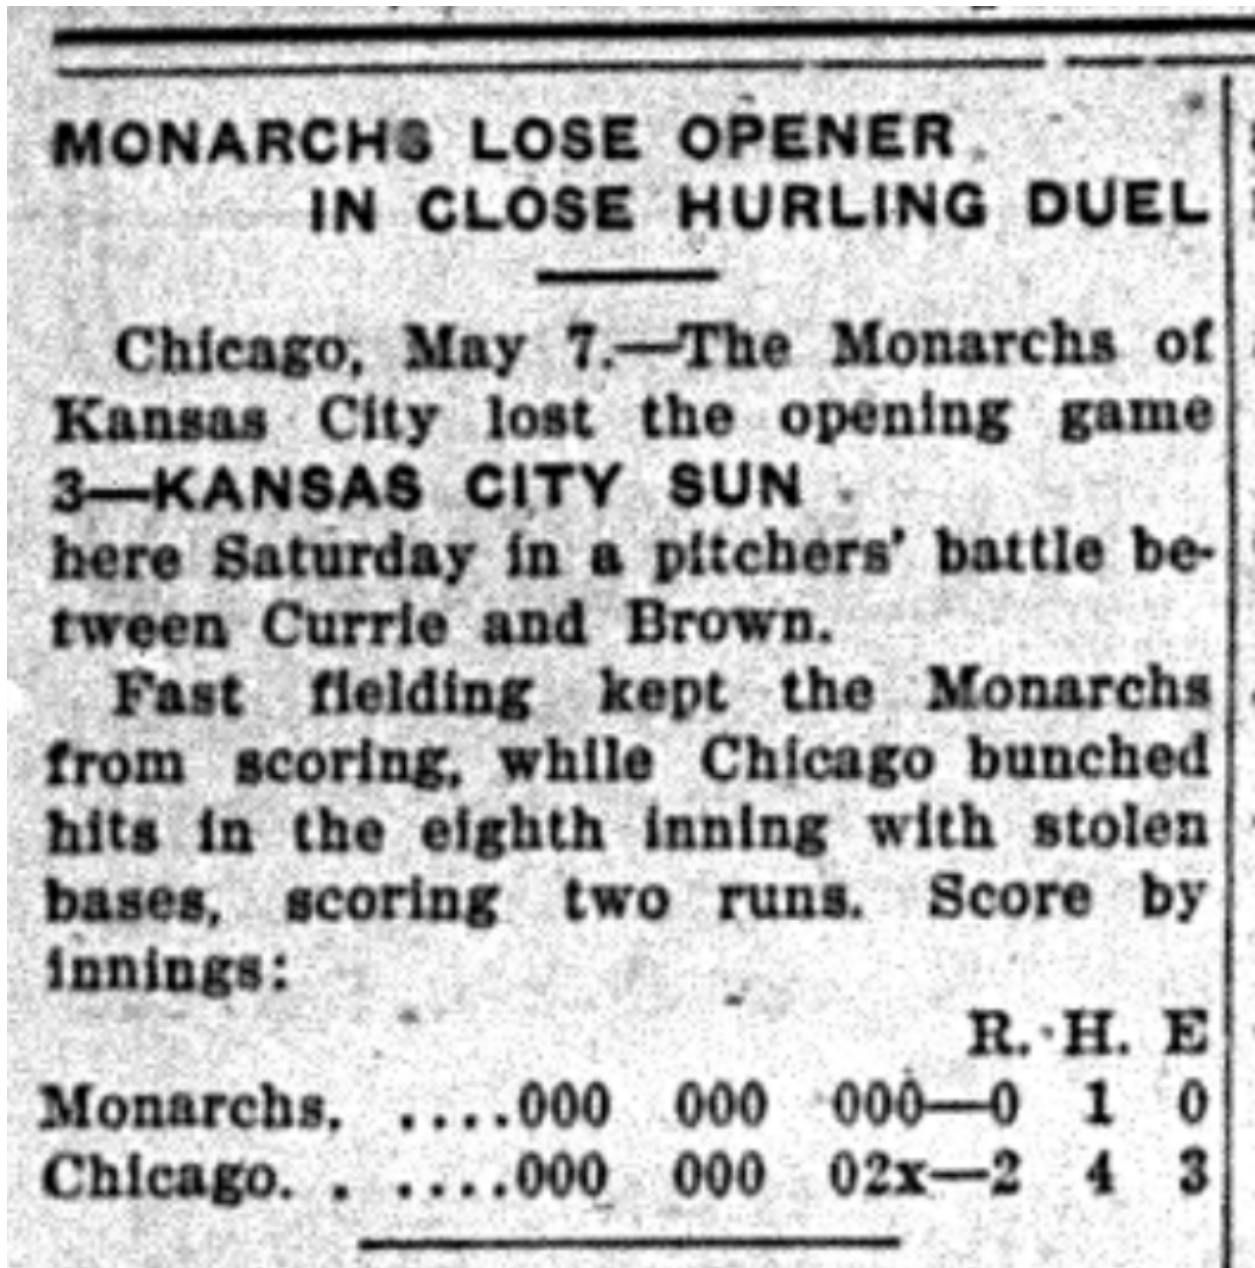 MONARCHS LOSE OPENER
IN CLOSE HURLING DUEL
Chicago, May 7.—The Monarchs of
Kansas City lost the opening game
3—KANSAS CITY SUN
here Saturday in a pitchers' battle be-
tween Currie and Brown.
Fast fielding kept the Monarchs
from scoring, while Chicago bunched
hits in the eighth inning with stolen
bases, scoring two runs. Score by
innings:
R. H. E
Monarchs. ....000 000 000—0 1 0
Chicago. . ....000 000 02x—2 4 3